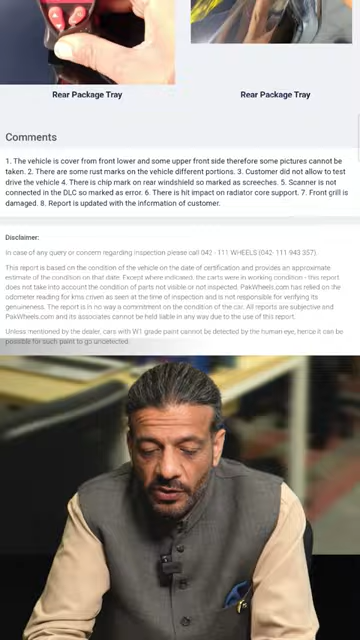 Rear Package Tray
Rear Package Tray
Comments
1. The vehicle is cover from front lower and some upper front side therefore some pictures cannot be
taken. 2. There are some rust marks on the vehicle different portions. 3. Customer did not allow to test
drive the vehicle 4. There is chip mark on rear windshield so marked as screeches. 5. Scanner is not
connected in the DLC so marked as error. 6. There is hit impact on radiator core support. 7. Front grill is
damaged. 8. Report is updated with the information of customer.
Disclaimer:
In case of any query or concern regarding inspection please call 042 - 111 WHEELS (042- 111 943 357).
This report is based on the condition of the vehicle on the date of certification and provides an approximate
estimate of the condition on that date. Except where indicated, the carts were in working condition - this report
does not take into account the condition of parts not visible or not inspected. PakWheels.com has relied on the
odometer reading for kms criven as seen at the time of inspection and is not responsible for verifying its
genuineness. The report is in no way a commitment on the condition of the car. All reports are subjective and
PakWheels.com and its associates cannot be held liable in any way due to the use of this report.
Unless mentioned by the dealer, cars with W1 grade paint cannot be detected by the human eye, hence it can be
possible for such paint to go undetected.